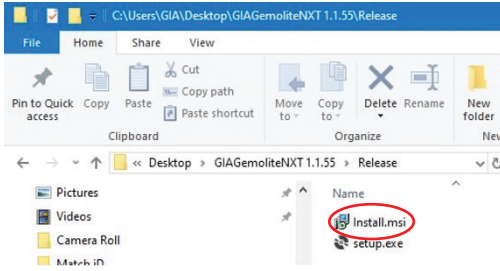 C:\Users\GIA\Desktop\GIAGemoliteNXT 1.1.55\Release
File Home Share View
Pin to Quick access
Copy
Paste
Cut
Copy path
Paste shortcut
Move to
Copy to
Delete
Rename
New folder
Clipboard
Organize
« Desktop › GIAGemoliteNXT 1.1.55 › Release
Pictures
Videos
Camera Roll
Match iD
Name
Install.msi
setup.exe